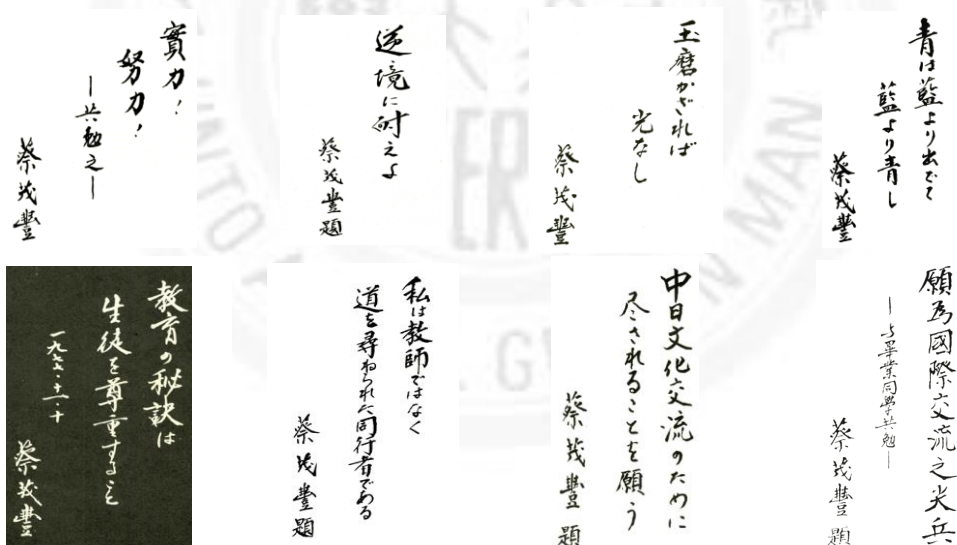 實力！
努力！
—共勉之—
蔡茂豐
逆境に耐えよ
蔡茂豐題
玉磨かざれば
光なし
蔡茂豐
青は藍より出でて
藍より青し
蔡茂豐
教育の秘訣は
生徒を尊重すること
一九七六・十一・十
蔡茂豐
私は教師ではなく
道を尋ねられた同行者である
蔡茂豐題
中日文化交流のために
尽されることを願う
蔡茂豐題
願為國際交流之尖兵
—与畢業同學共勉—
蔡茂豐題
ER
MAN